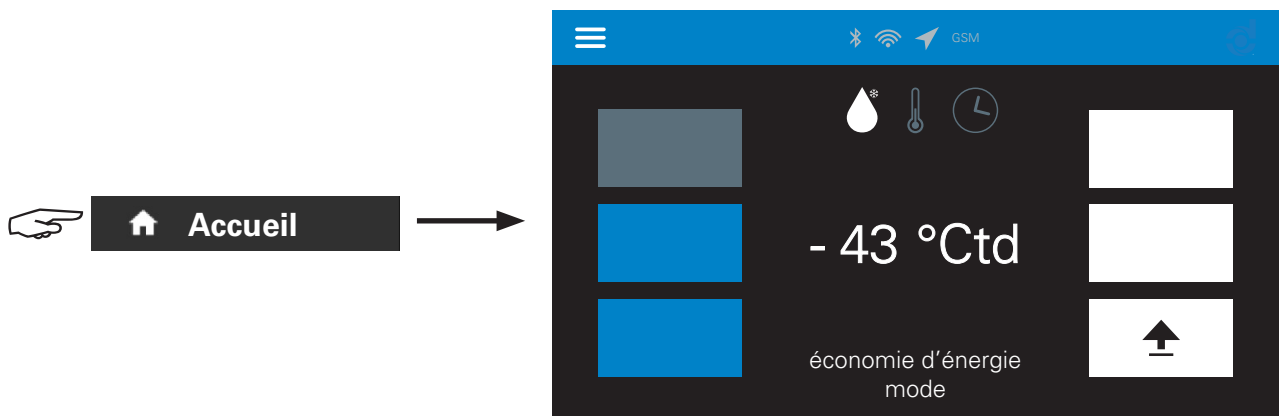 Accueil
GSM
- 43 °Ctd
économie d'énergie
mode